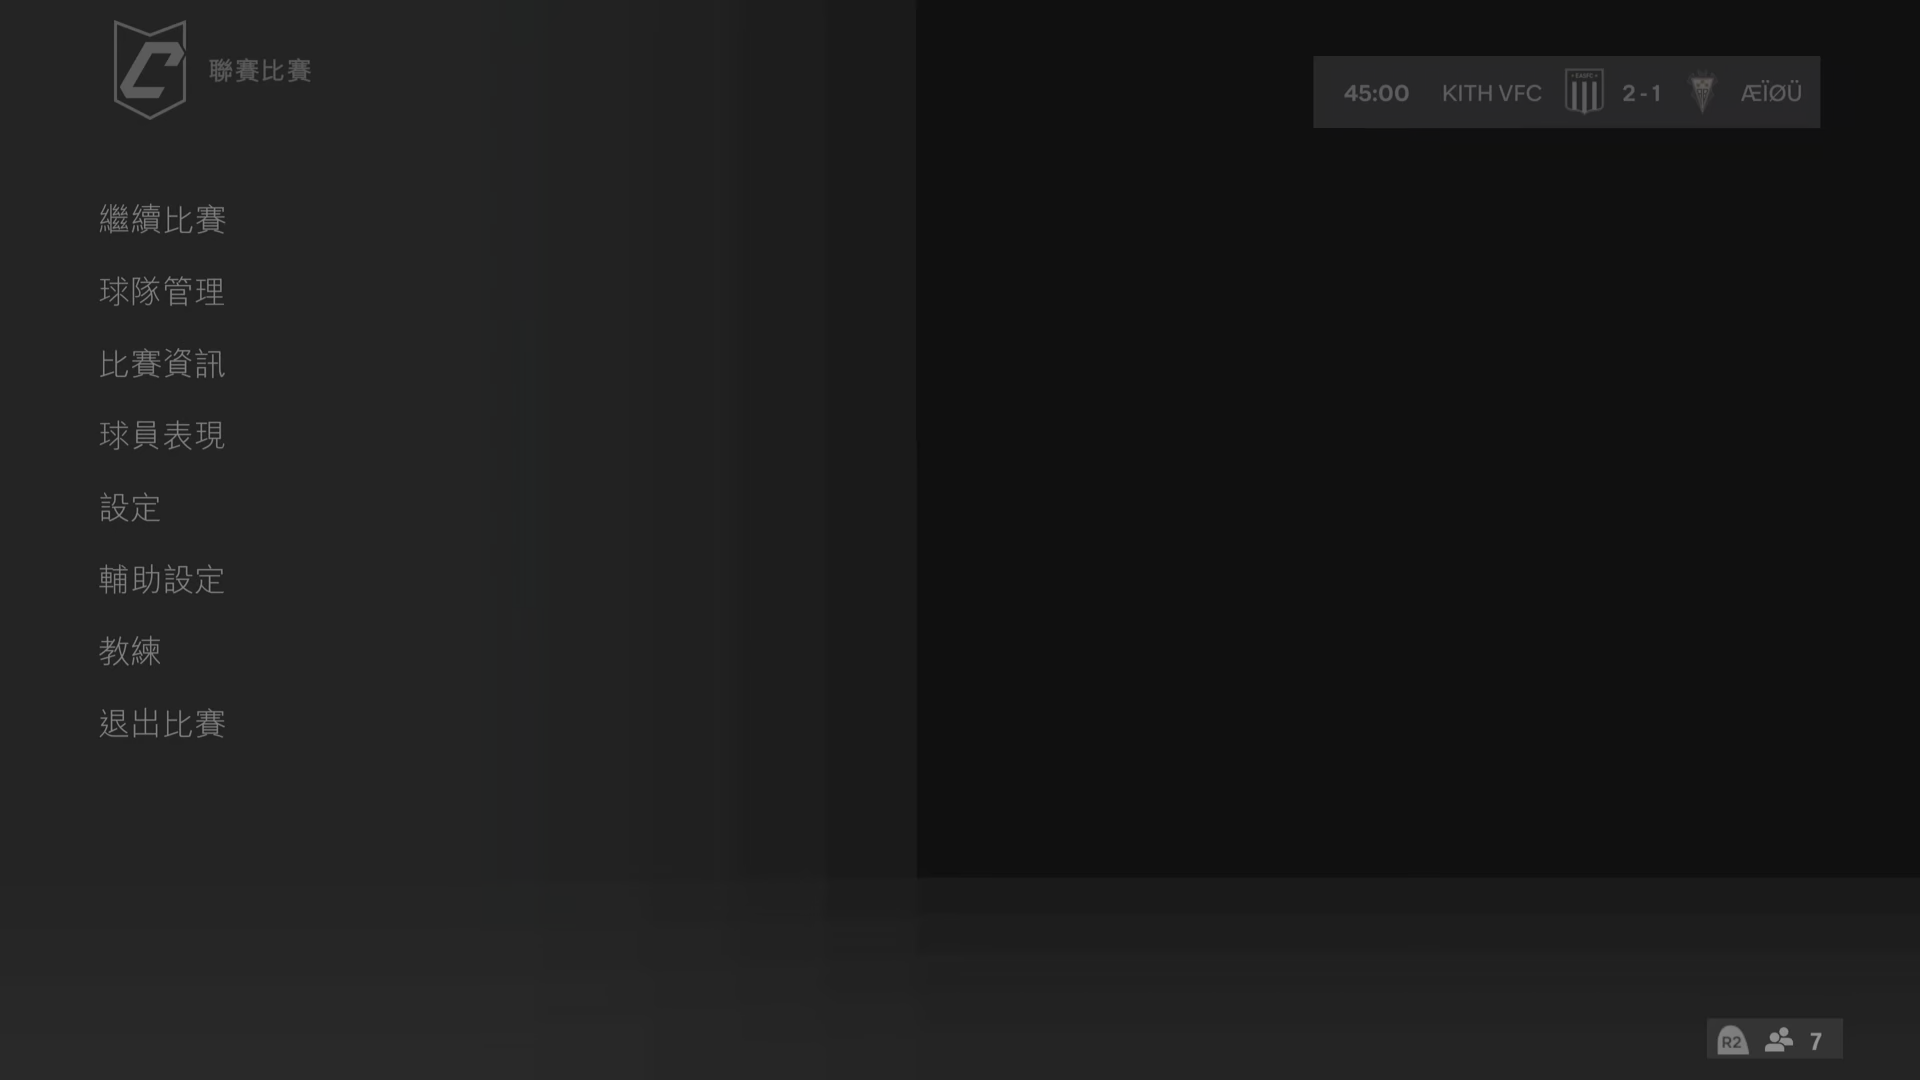 聯賽比賽
45:00 KITH VFC 2 - 1 ÆÏØÜ
繼續比賽
球隊管理
比賽資訊
球員表現
設定
輔助設定
教練
退出比賽
R2 7